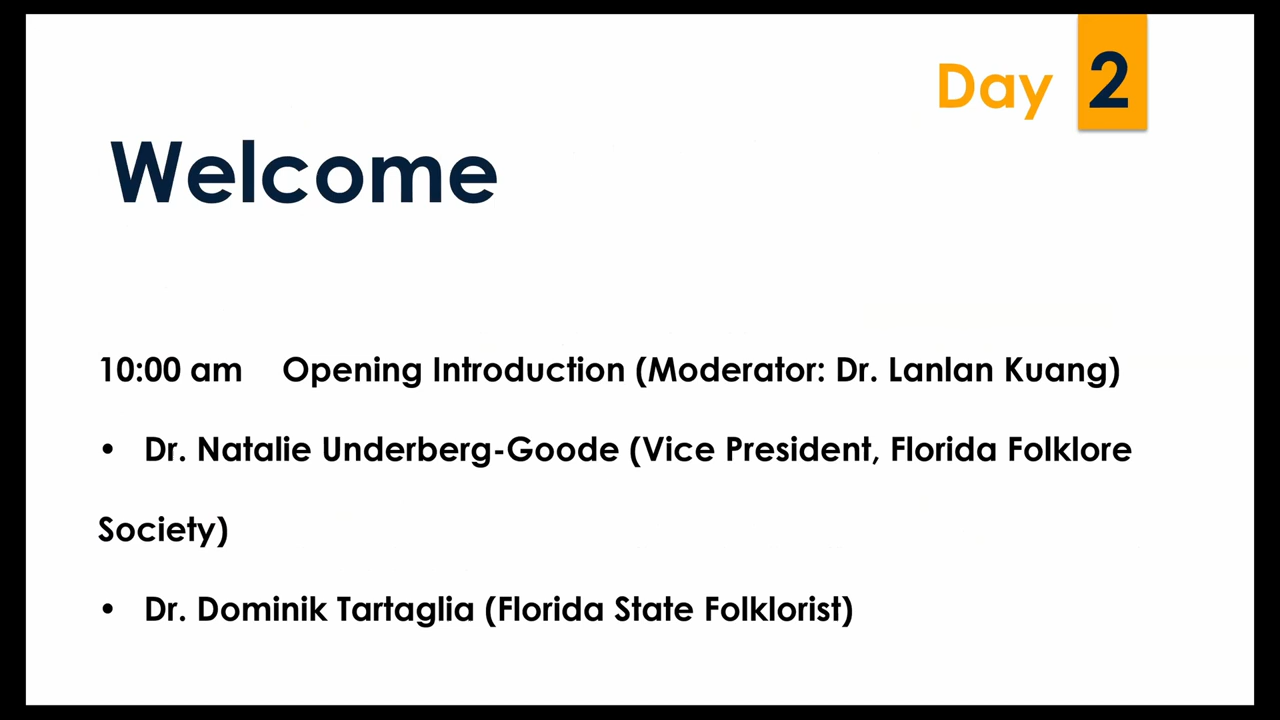 Day 2
Welcome
10:00 am Opening Introduction (Moderator: Dr. Lanlan Kuang)
• Dr. Natalie Underberg-Goode (Vice President, Florida Folklore
Society)
• Dr. Dominik Tartaglia (Florida State Folklorist)